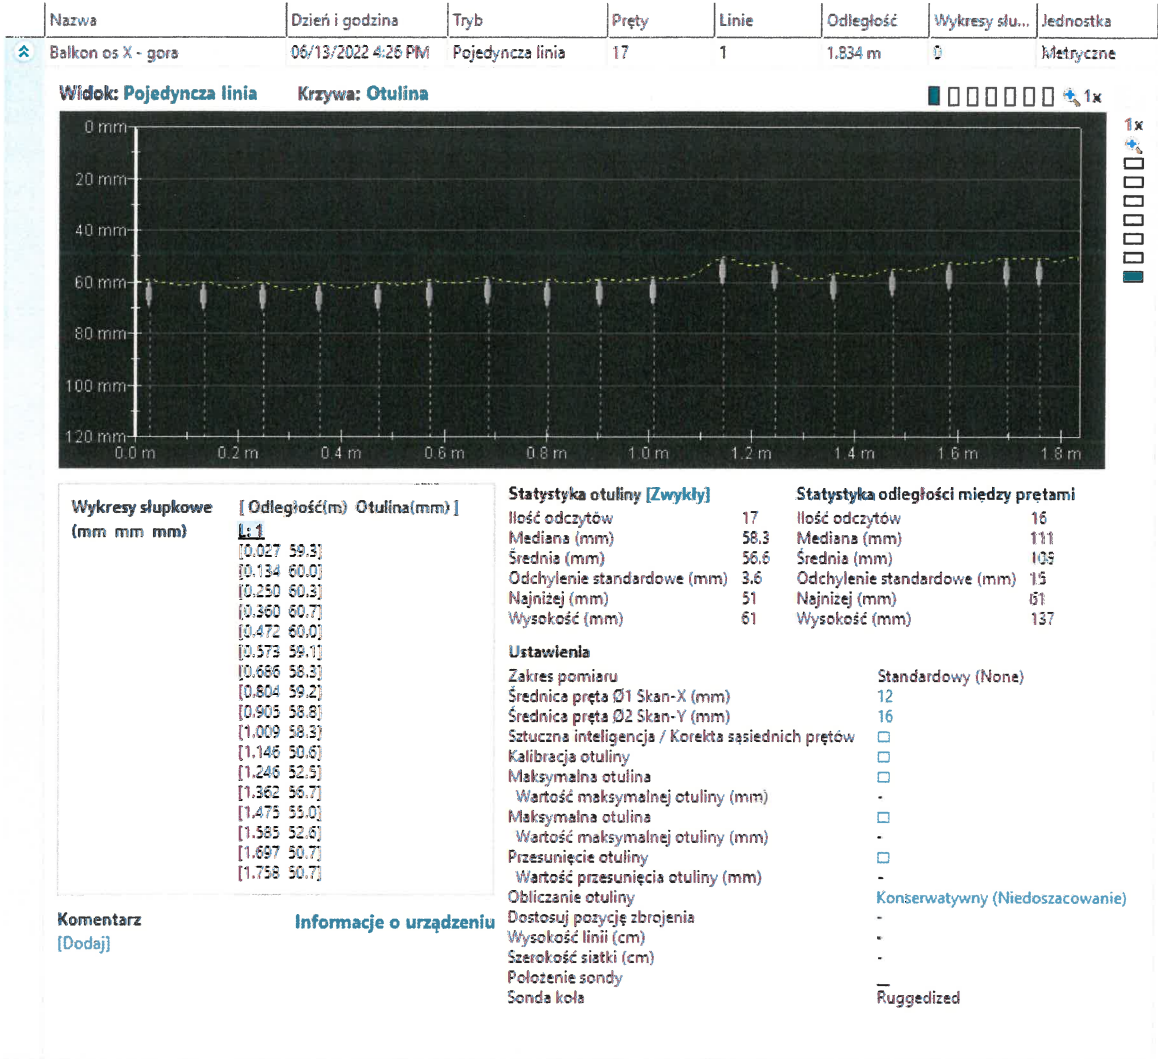 Nazwa Dzień i godzina Tryb Pręty Linie Odległość Wykresy słu... Jednostka
Balkon os X - gora 06/13/2022 4:26 PM Pojedyncza linia 17 1 1.834 m 0 Metryczne
Widok: Pojedyncza linia Krzywa: Otulina 1x
1x
0 mm
20 mm
40 mm
60 mm
80 mm
100 mm
120 mm
0.0 m 0.2 m 0.4 m 0.6 m 0.8 m 1.0 m 1.2 m 1.4 m 1.6 m 1.8 m
Wykresy słupkowe [ Odległość(m) Otulina(mm) ]
(mm mm mm) L: 1
[0.027 59.3]
[0.134 60.0]
[0.250 60.3]
[0.360 60.7]
[0.472 60.0]
[0.573 59.1]
[0.686 58.3]
[0.804 59.2]
[0.905 58.8]
[1.009 58.3]
[1.146 50.6]
[1.246 52.5]
[1.362 56.7]
[1.475 55.0]
[1.585 52.6]
[1.697 50.7]
[1.758 50.7]
Komentarz Informacje o urządzeniu
[Dodaj]
Statystyka otuliny [Zwykły]
Ilość odczytów 17
Mediana (mm) 58.3
Średnia (mm) 56.6
Odchylenie standardowe (mm) 3.6
Najniżej (mm) 51
Wysokość (mm) 61
Statystyka odległości między prętami
Ilość odczytów 16
Mediana (mm) 111
Średnia (mm)
Odchylenie standardowe (mm) 15
Najniżej (mm) 61
Wysokość (mm) 137
Ustawienia
Zakres pomiaru Standardowy (None)
Średnica pręta Ø1 Skan-X (mm) 12
Średnica pręta Ø2 Skan-Y (mm) 16
Sztuczna inteligencja / Korekta sąsiednich prętów
Kalibracja otuliny
Maksymalna otulina
Wartość maksymalnej otuliny (mm) -
Maksymalna otulina
Wartość maksymalnej otuliny (mm) -
Przesunięcie otuliny
Wartość przesunięcia otuliny (mm) -
Obliczanie otuliny Konserwatywny (Niedoszacowanie)
Dostosuj pozycję zbrojenia -
Wysokość linii (cm) -
Szerokość siatki (cm) -
Położenie sondy _
Sonda koła Ruggedized